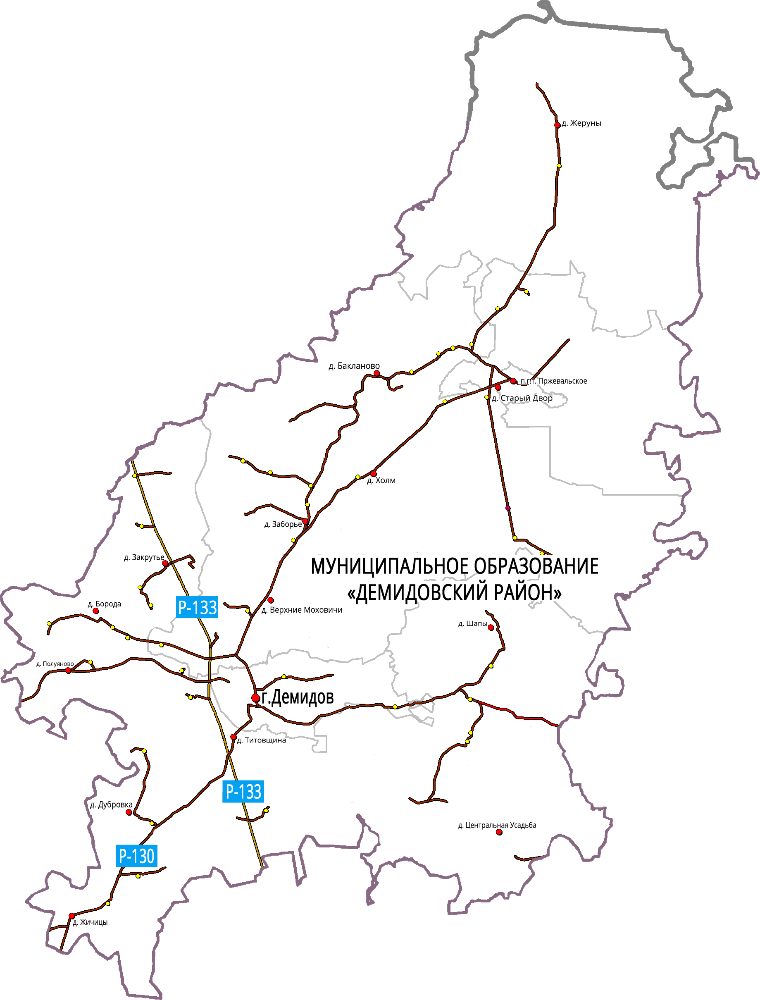 д. Жеруны
д. Бакланово
п.г.т. Пржевальское
д. Старый Двор
д. Холм
д. Заборье
д. Закрутье
МУНИЦИПАЛЬНОЕ ОБРАЗОВАНИЕ
«ДЕМИДОВСКИЙ РАЙОН»
Р-133
д. Борода
д. Верхние Моховичи
д. Шапы
д. Полуяново
г.Демидов
д. Титовщина
Р-133
д. Дубровка
д. Центральная Усадьба
Р-130
д. Жичицы